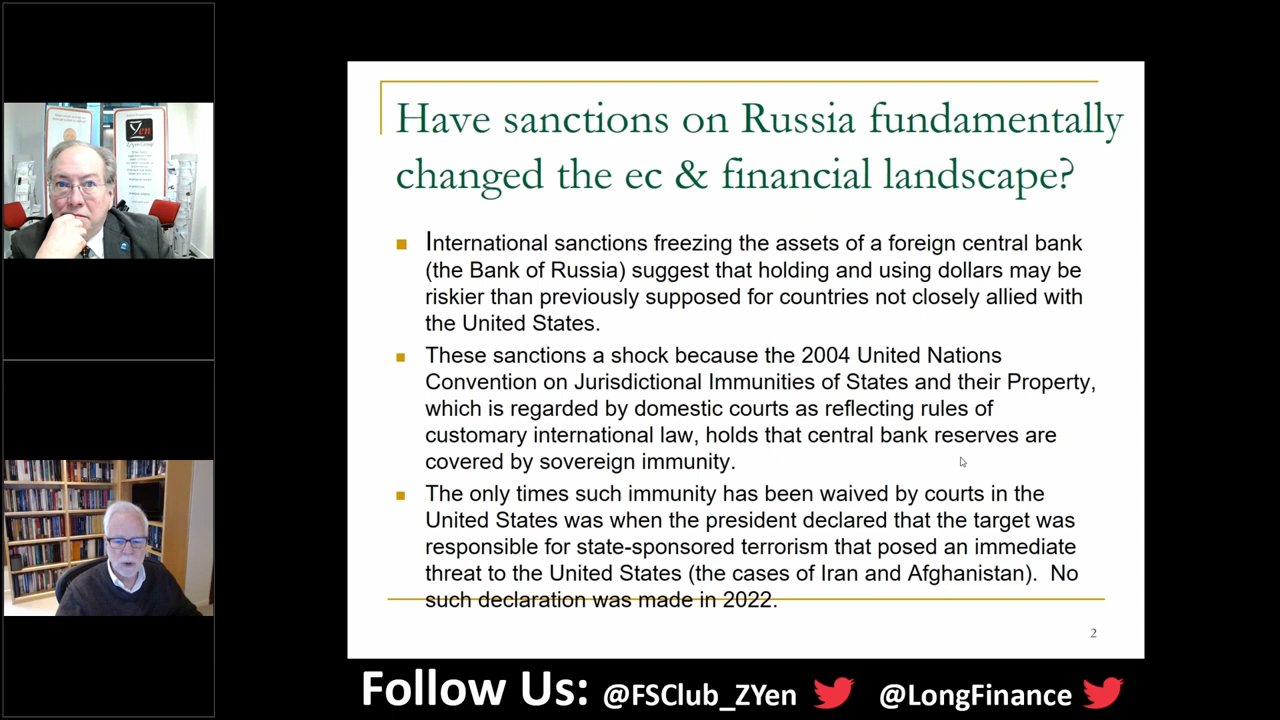 Zen
Have sanctions on Russia fundamentally
changed the ec & financial landscape?
International sanctions freezing the assets of a foreign central bank
(the Bank of Russia) suggest that holding and using dollars may be
riskier than previously supposed for countries not closely allied with
the United States.
These sanctions a shock because the 2004 United Nations
Convention on Jurisdictional Immunities of States and their Property,
which is regarded by domestic courts as reflecting rules of
customary international law, holds that central bank reserves are
covered by sovereign immunity.
The only times such immunity has been waived by courts in the
United States was when the president declared that the target was
responsible for state-sponsored terrorism that posed an immediate
threat to the United States (the cases of Iran and Afghanistan).  No
such declaration was made in 2022.
2
Follow Us: @FSClub_ZYen @LongFinance